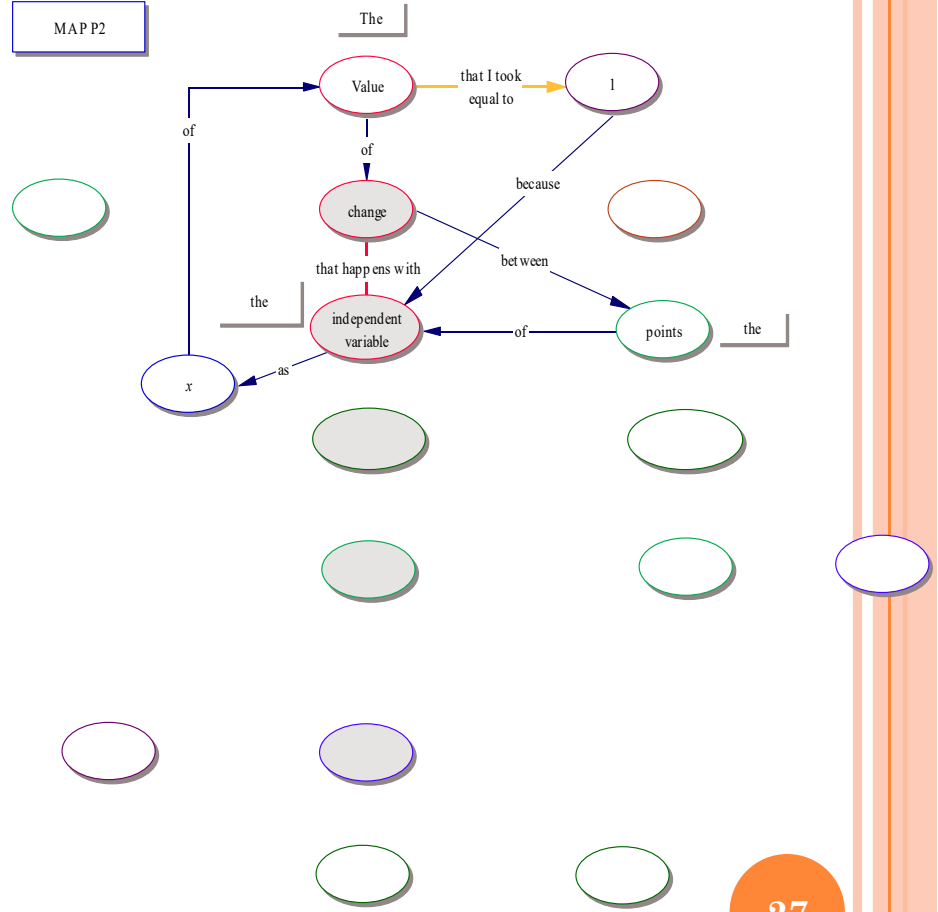 MAP P2
The
Value
that I took
equal to
1
of
of
change
because
between
that happens with
the
independent
variable
of
points
the
as
x
27